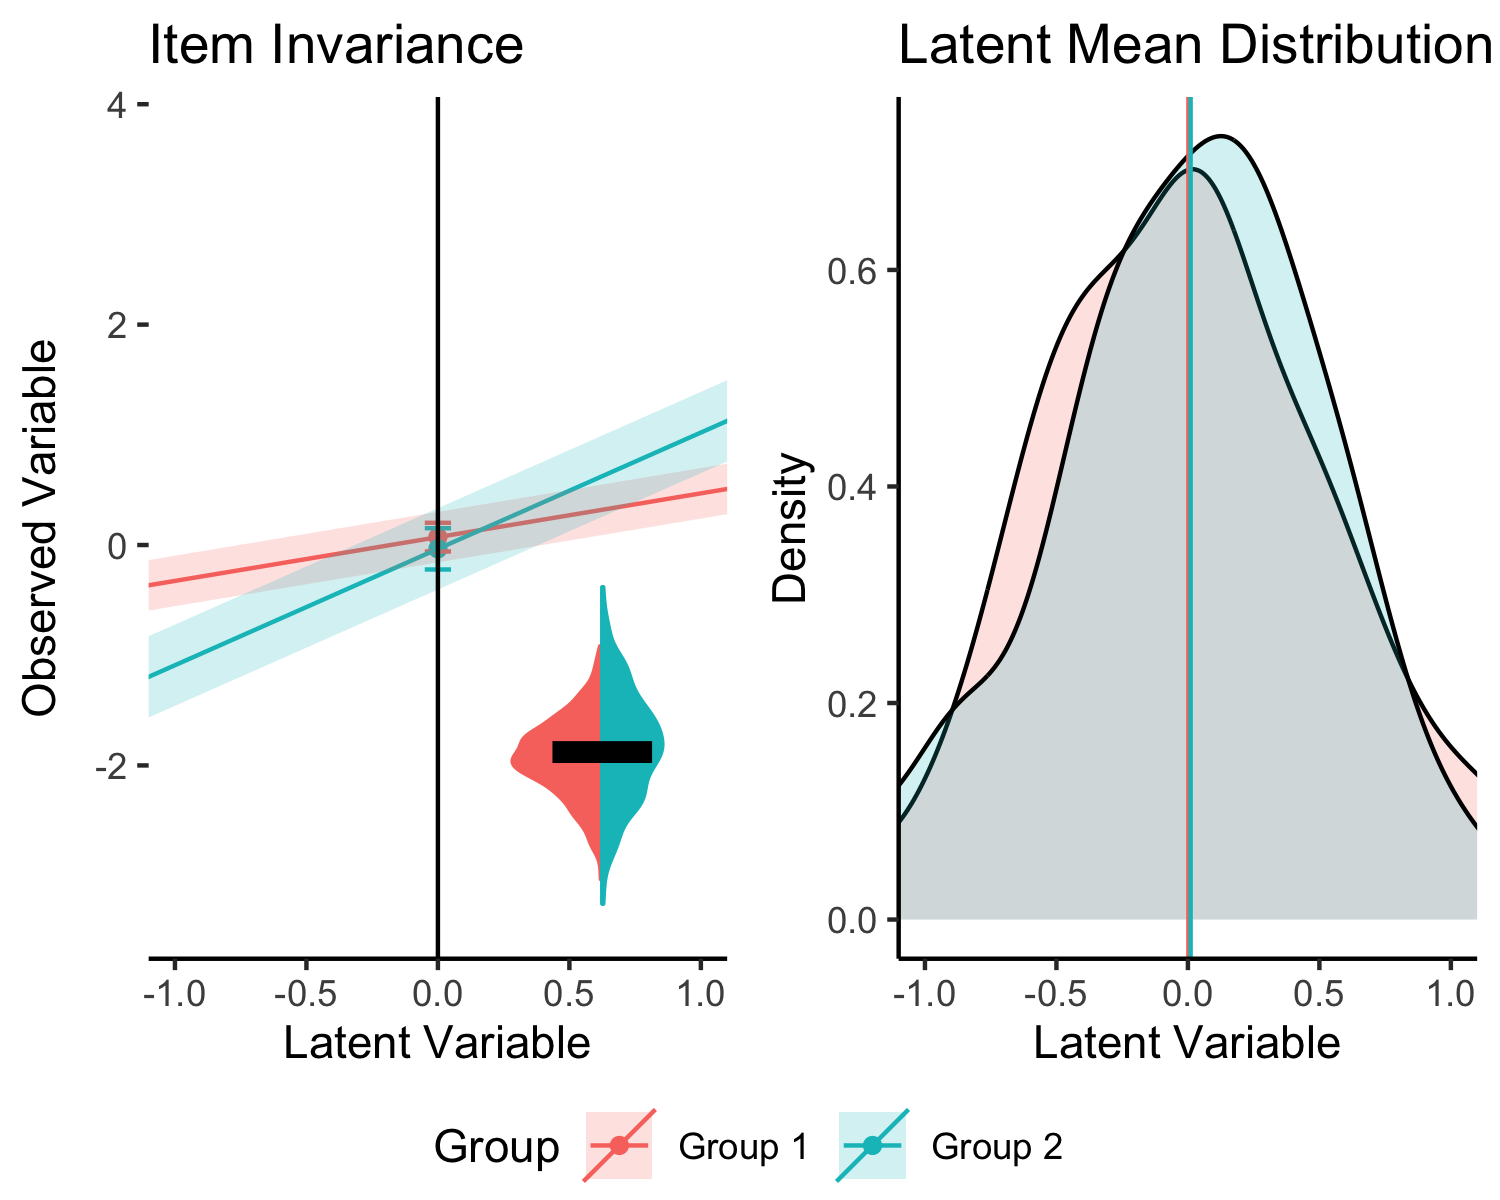 Item Invariance
Latent Mean Distribution
Observed Variable
4
2
0
-2
-1.0 -0.5 0.0 0.5 1.0
Latent Variable
Density
0.6
0.4
0.2
0.0
-1.0 -0.5 0.0 0.5 1.0
Latent Variable
Group Group 1 Group 2